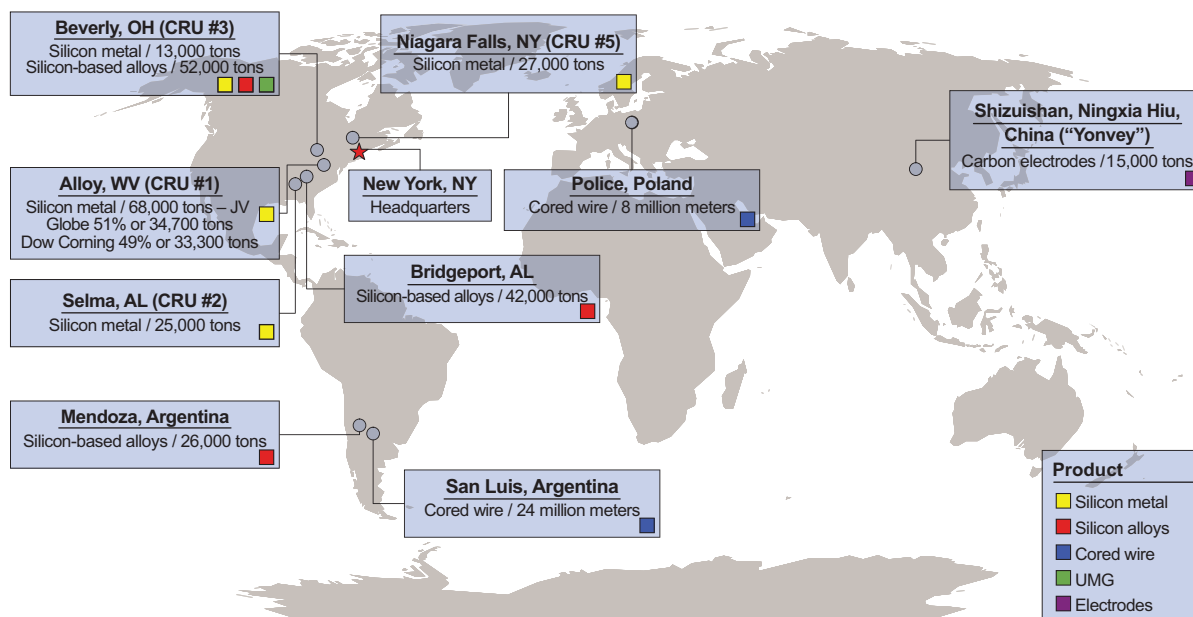 Beverly, OH (CRU #3)
Silicon metal / 13,000 tons
Silicon-based alloys / 52,000 tons
Niagara Falls, NY (CRU #5)
Silicon metal / 27,000 tons
Shizuishan, Ningxia Hiu,
China (“Yonvey”)
Carbon electrodes / 15,000 tons
Alloy, WV (CRU #1)
Silicon metal / 68,000 tons – JV
Globe 51% or 34,700 tons
Dow Corning 49% or 33,300 tons
New York, NY
Headquarters
Police, Poland
Cored wire / 8 million meters
Bridgeport, AL
Silicon-based alloys / 42,000 tons
Selma, AL (CRU #2)
Silicon metal / 25,000 tons
Mendoza, Argentina
Silicon-based alloys / 26,000 tons
San Luis, Argentina
Cored wire / 24 million meters
Product
Silicon metal
Silicon alloys
Cored wire
UMG
Electrodes